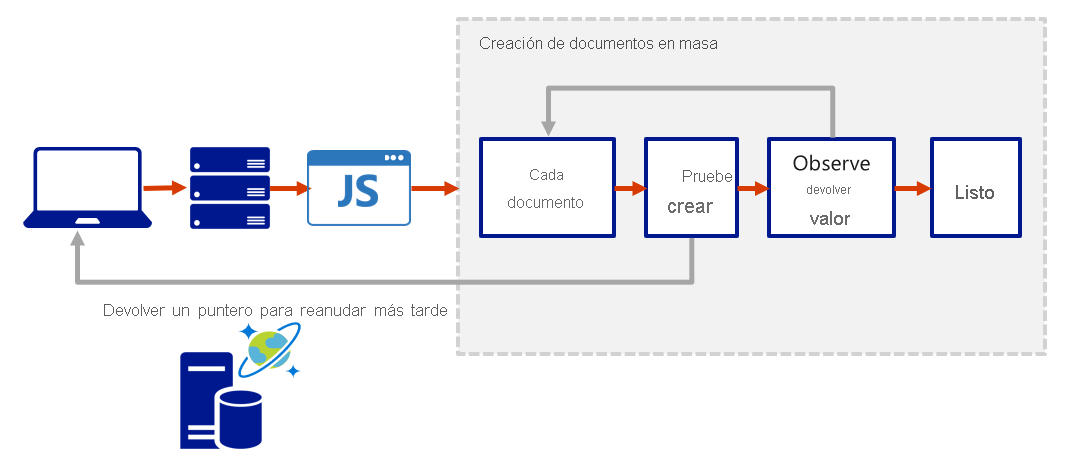 Creación de documentos en masa
JS
Cada
documento
Pruebe
crear
Observe
devolver
valor
Listo
Devolver un puntero para reanudar más tarde